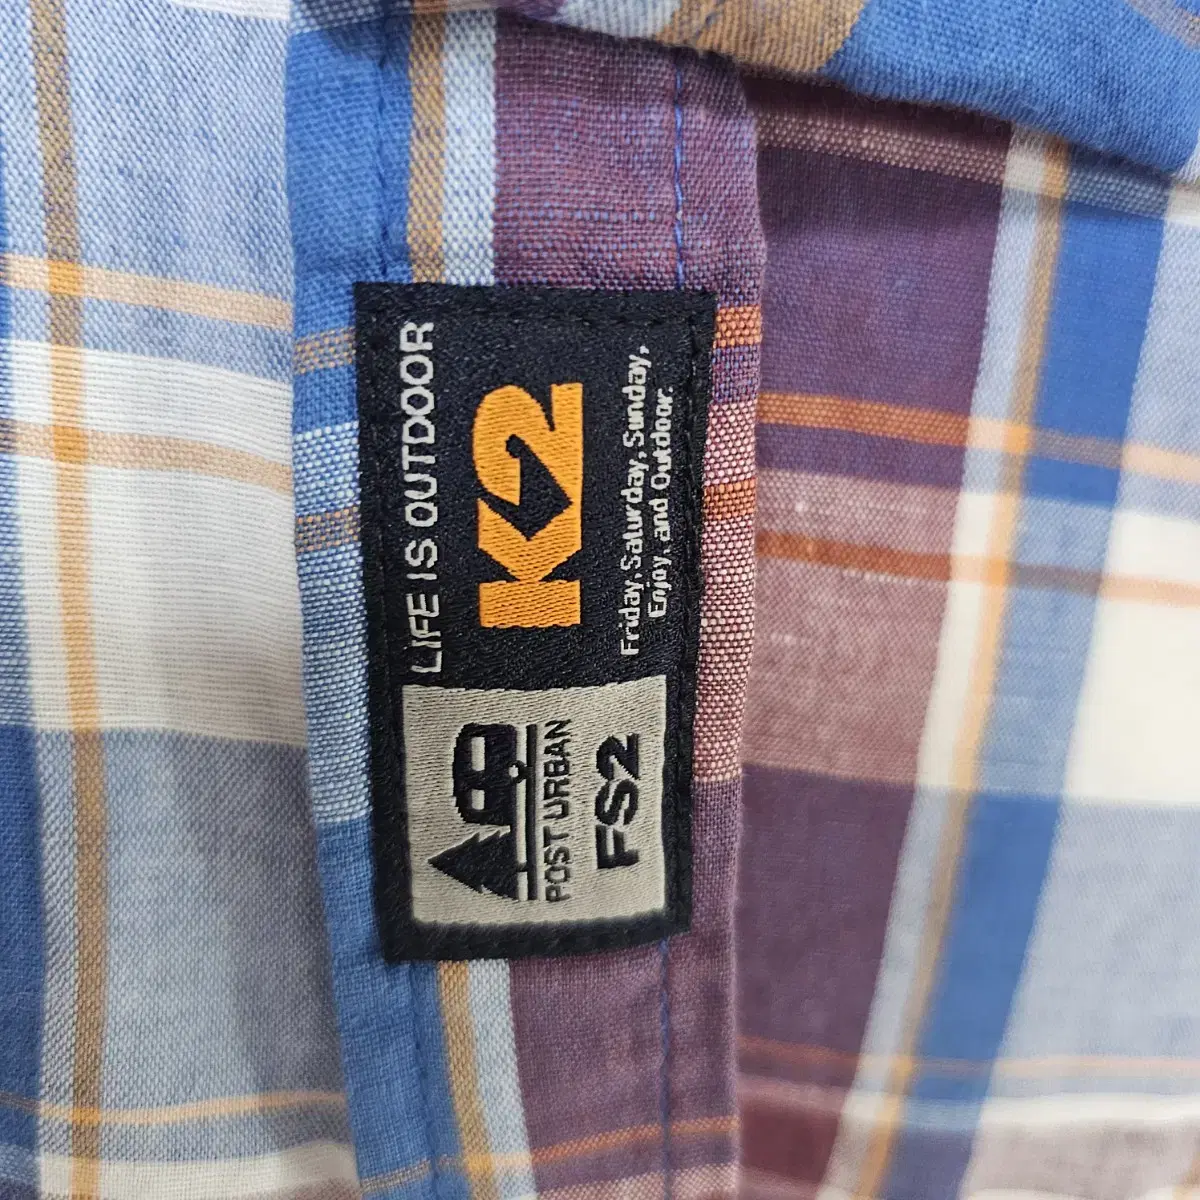 LIFE IS OUTDOOR
K2
Friday, Saturday, Sunday,
Enjoy, and Outdoor.
POST URBAN
FS2